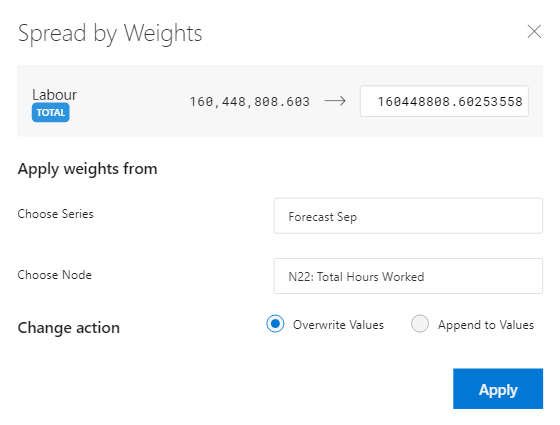 Spread by Weights
Labour
TOTAL
160,448,808.603
160448808.60253558
Apply weights from
Choose Series
Forecast Sep
Choose Node
N22: Total Hours Worked
Change action
Overwrite Values
Append to Values
Apply